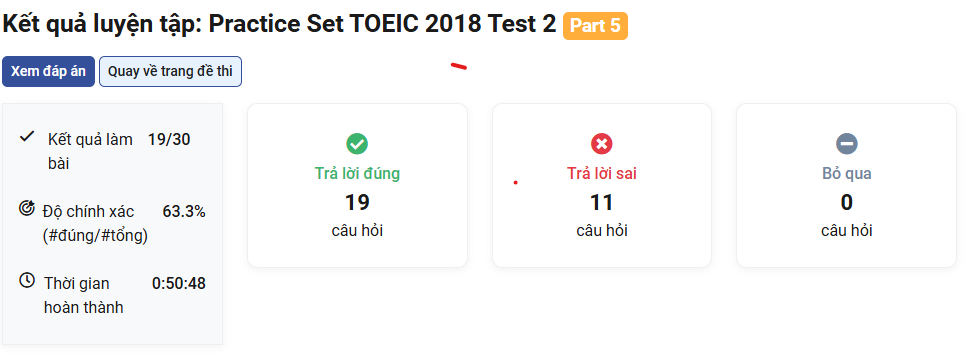 Kết quả luyện tập: Practice Set TOEIC 2018 Test 2 Part 5
Xem đáp án Quay về trang đề thi
Kết quả làm bài 19/30
Độ chính xác (#đúng/#tổng) 63.3%
Thời gian hoàn thành 0:50:48
Trả lời đúng
19
câu hỏi
Trả lời sai
11
câu hỏi
Bỏ qua
0
câu hỏi